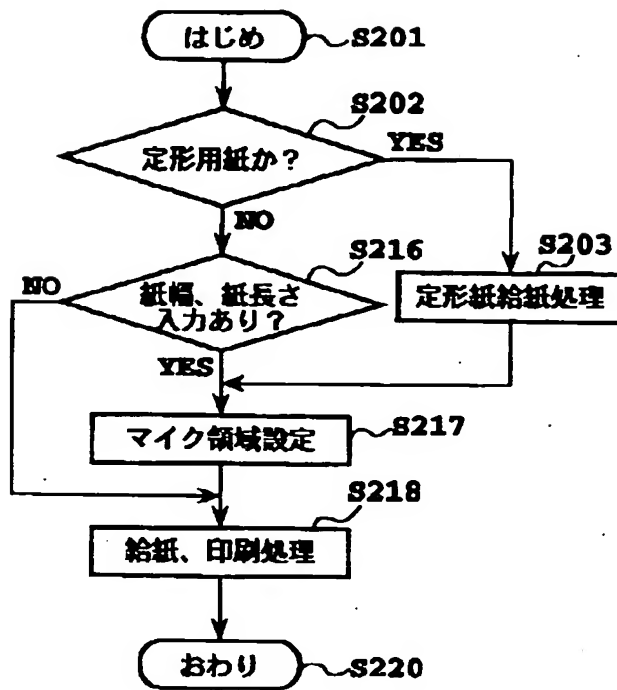 はじめ
S201
S202
定形用紙か？
YES
NO
S216
S203
NO
紙幅、紙長さ
入力あり？
定形紙給紙処理
YES
マイク領域設定
S217
S218
給紙、印刷処理
おわり
S220